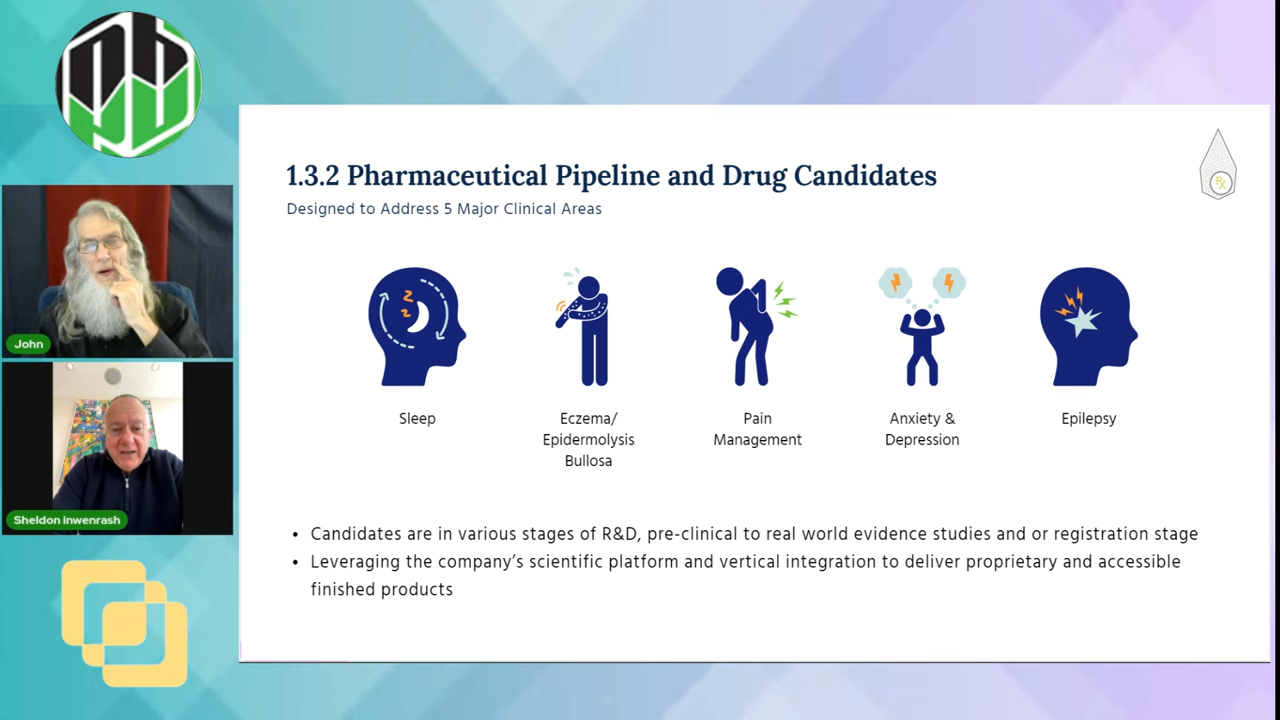 1.3.2 Pharmaceutical Pipeline and Drug Candidates
Designed to Address 5 Major Clinical Areas
Rx
John
Sheldon Inwenrash
Sleep
Eczema/
Epidermolysis
Bullosa
Pain
Management
Anxiety &
Depression
Epilepsy
• Candidates are in various stages of R&D, pre-clinical to real world evidence studies and or registration stage
• Leveraging the company's scientific platform and vertical integration to deliver proprietary and accessible
finished products